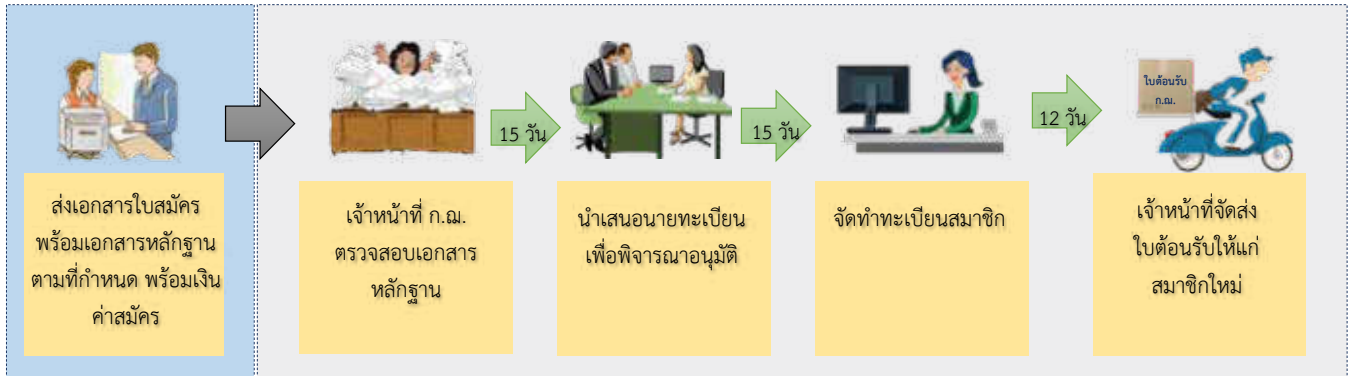 ใบต้อนรับ
ก.ฌ.
15 วัน
15 วัน
12 วัน
ส่งเอกสารใบสมัคร
พร้อมเอกสารหลักฐาน
ตามที่กำหนด พร้อมเงิน
ค่าสมัคร
เจ้าหน้าที่ ก.ฌ.
ตรวจสอบเอกสาร
หลักฐาน
นำเสนอนายทะเบียน
เพื่อพิจารณาอนุมัติ
จัดทำทะเบียนสมาชิก
เจ้าหน้าที่จัดส่ง
ใบต้อนรับให้แก่
สมาชิกใหม่